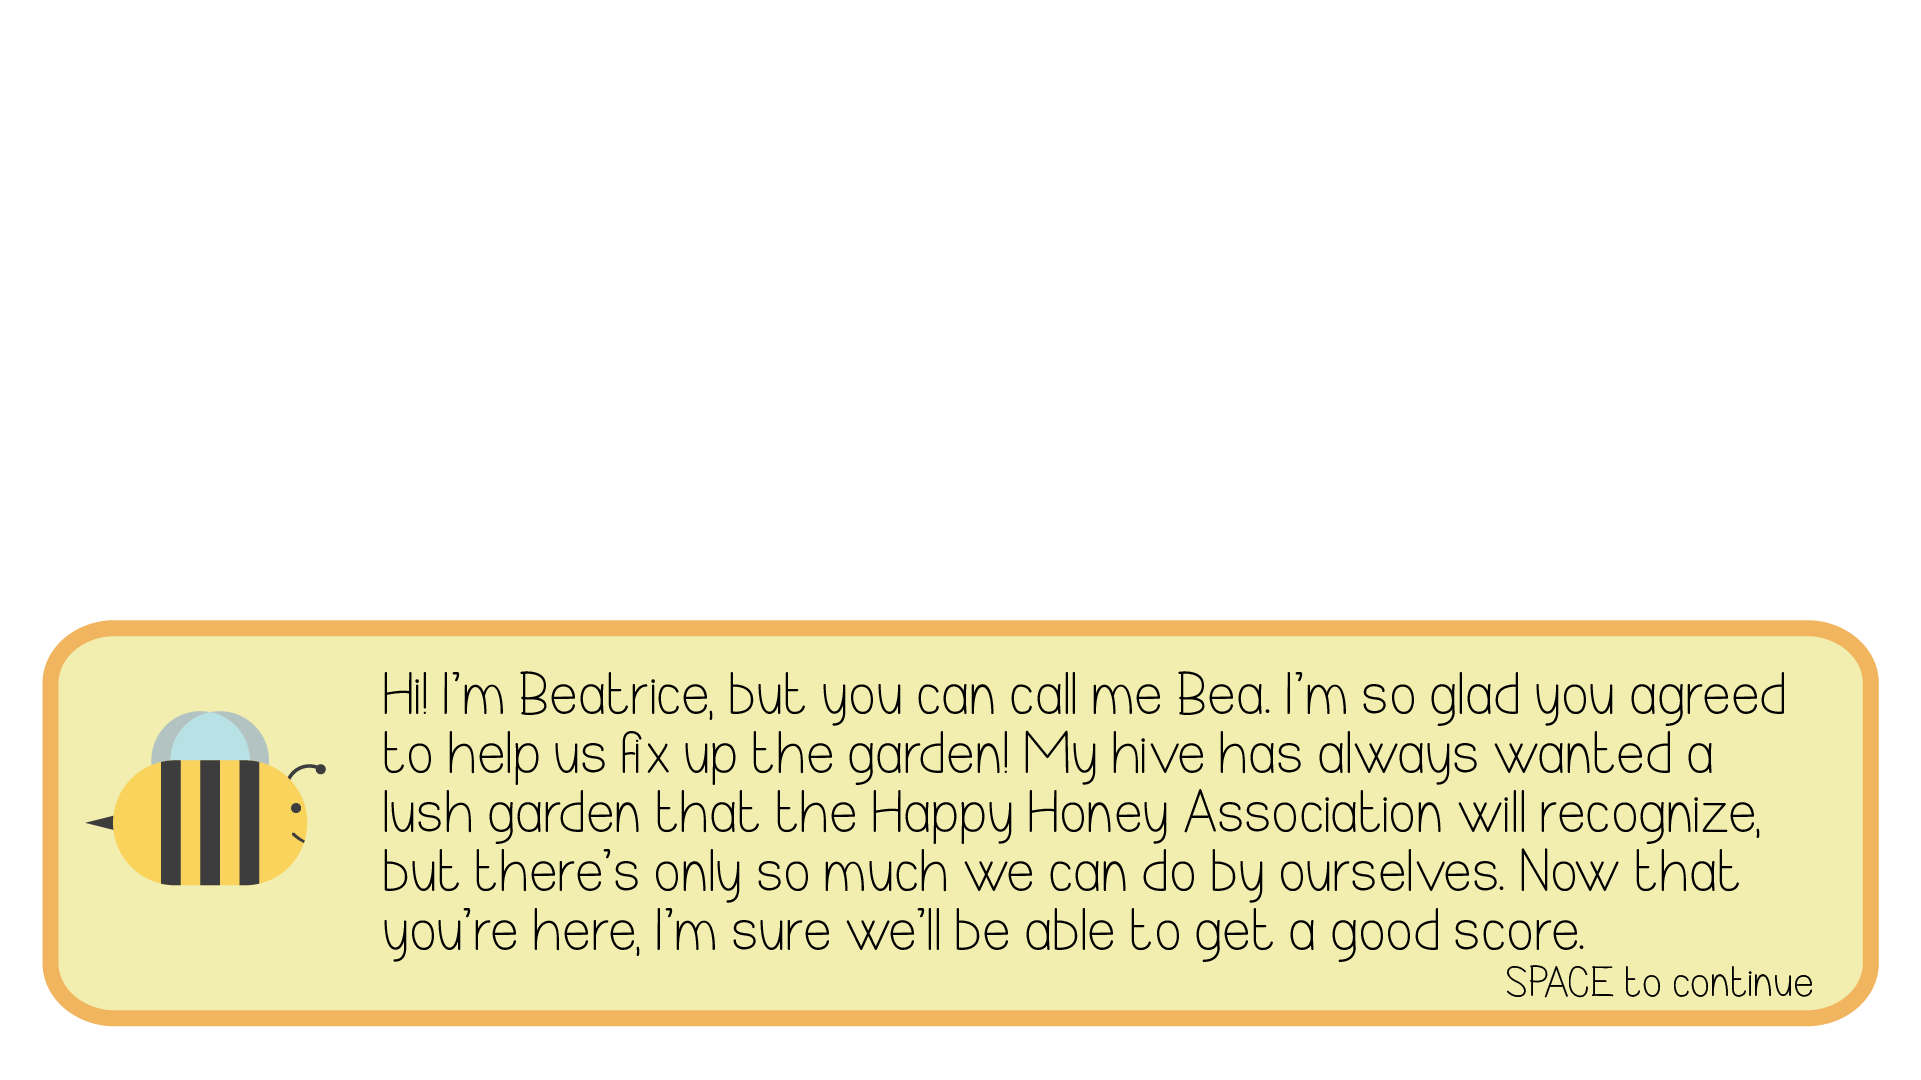 Hi! I'm Beatrice, but you can call me Bea. I'm so glad you agreed
to help us fix up the garden! My hive has always wanted a
lush garden that the Happy Honey Association will recognize,
but there's only so much we can do by ourselves. Now that
you're here, I'm sure we'll be able to get a good score.
SPACE to continue